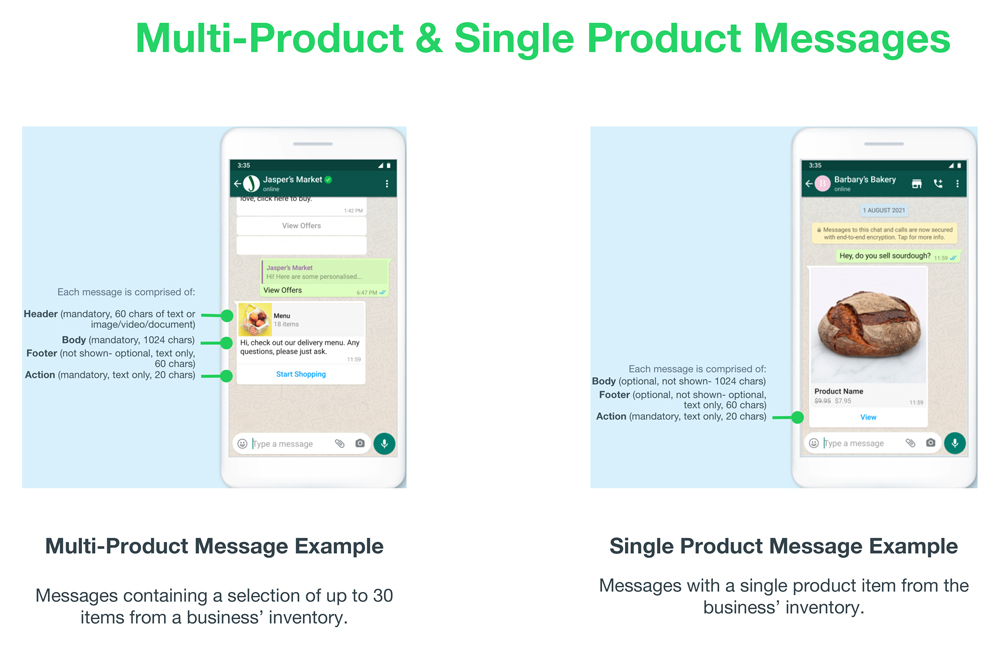 Multi-Product & Single Product Messages
3:35
Jasper's Market
online
love, click here to buy.
1:42 PM
View Offers
Jasper's Market
Hi! Here are some personalised...
View Offers
6:47 PM
Each message is comprised of:
Header (mandatory, 60 chars of text or
image/video/document)
Body (mandatory, 1024 chars)
Footer (not shown- optional, text only,
60 chars)
Action (mandatory, text only, 20 chars)
Menu
18 items
Hi, check out our delivery menu. Any
questions, please just ask.
11:59
Start Shopping
Type a message
Multi-Product Message Example
Messages containing a selection of up to 30
items from a business' inventory.
3:35
B
Barbary's Bakery
online
1 AUGUST 2021
Messages to this chat and calls are now secured
with end-to-end encryption. Tap for more info.
Hey, do you sell sourdough?
11:59
Each message is comprised of:
Body (optional, not shown- 1024 chars)
Footer (optional, not shown- optional,
text only, 60 chars)
Action (mandatory, text only, 20 chars)
Product Name
$9.95 $7.95
11:59
View
Type a message
Single Product Message Example
Messages with a single product item from the
business' inventory.